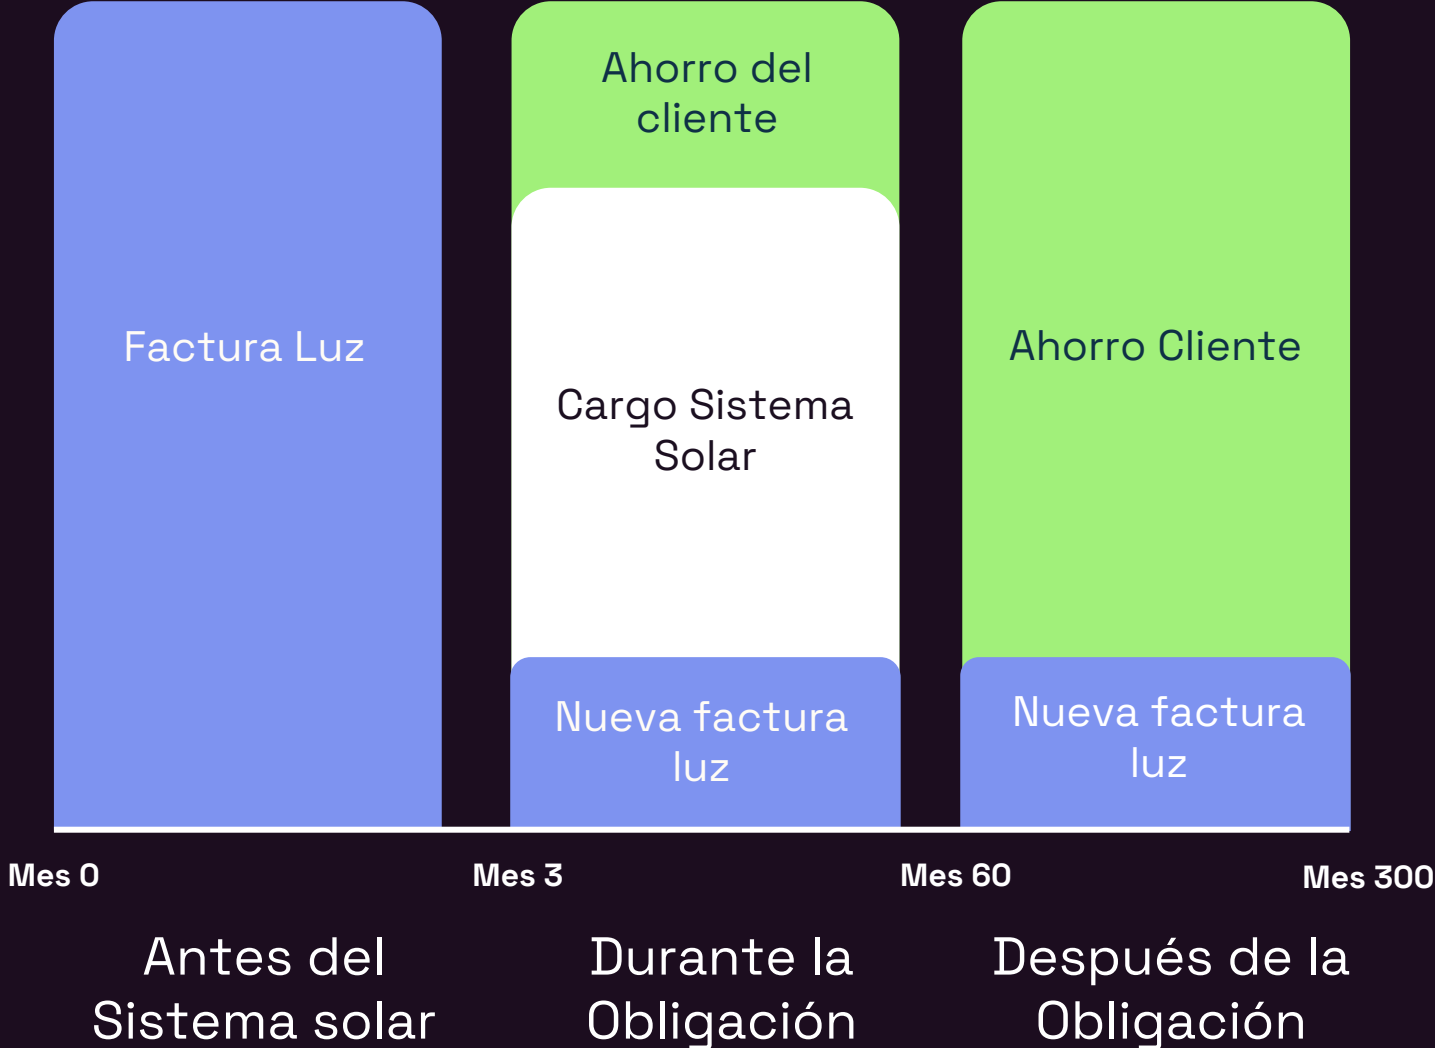 Factura Luz
Ahorro del
cliente
Cargo Sistema
Solar
Nueva factura
luz
Ahorro Cliente
Nueva factura
luz
Mes 0
Mes 3
Mes 60
Mes 300
Antes del
Sistema solar
Durante la
Obligación
Después de la
Obligación